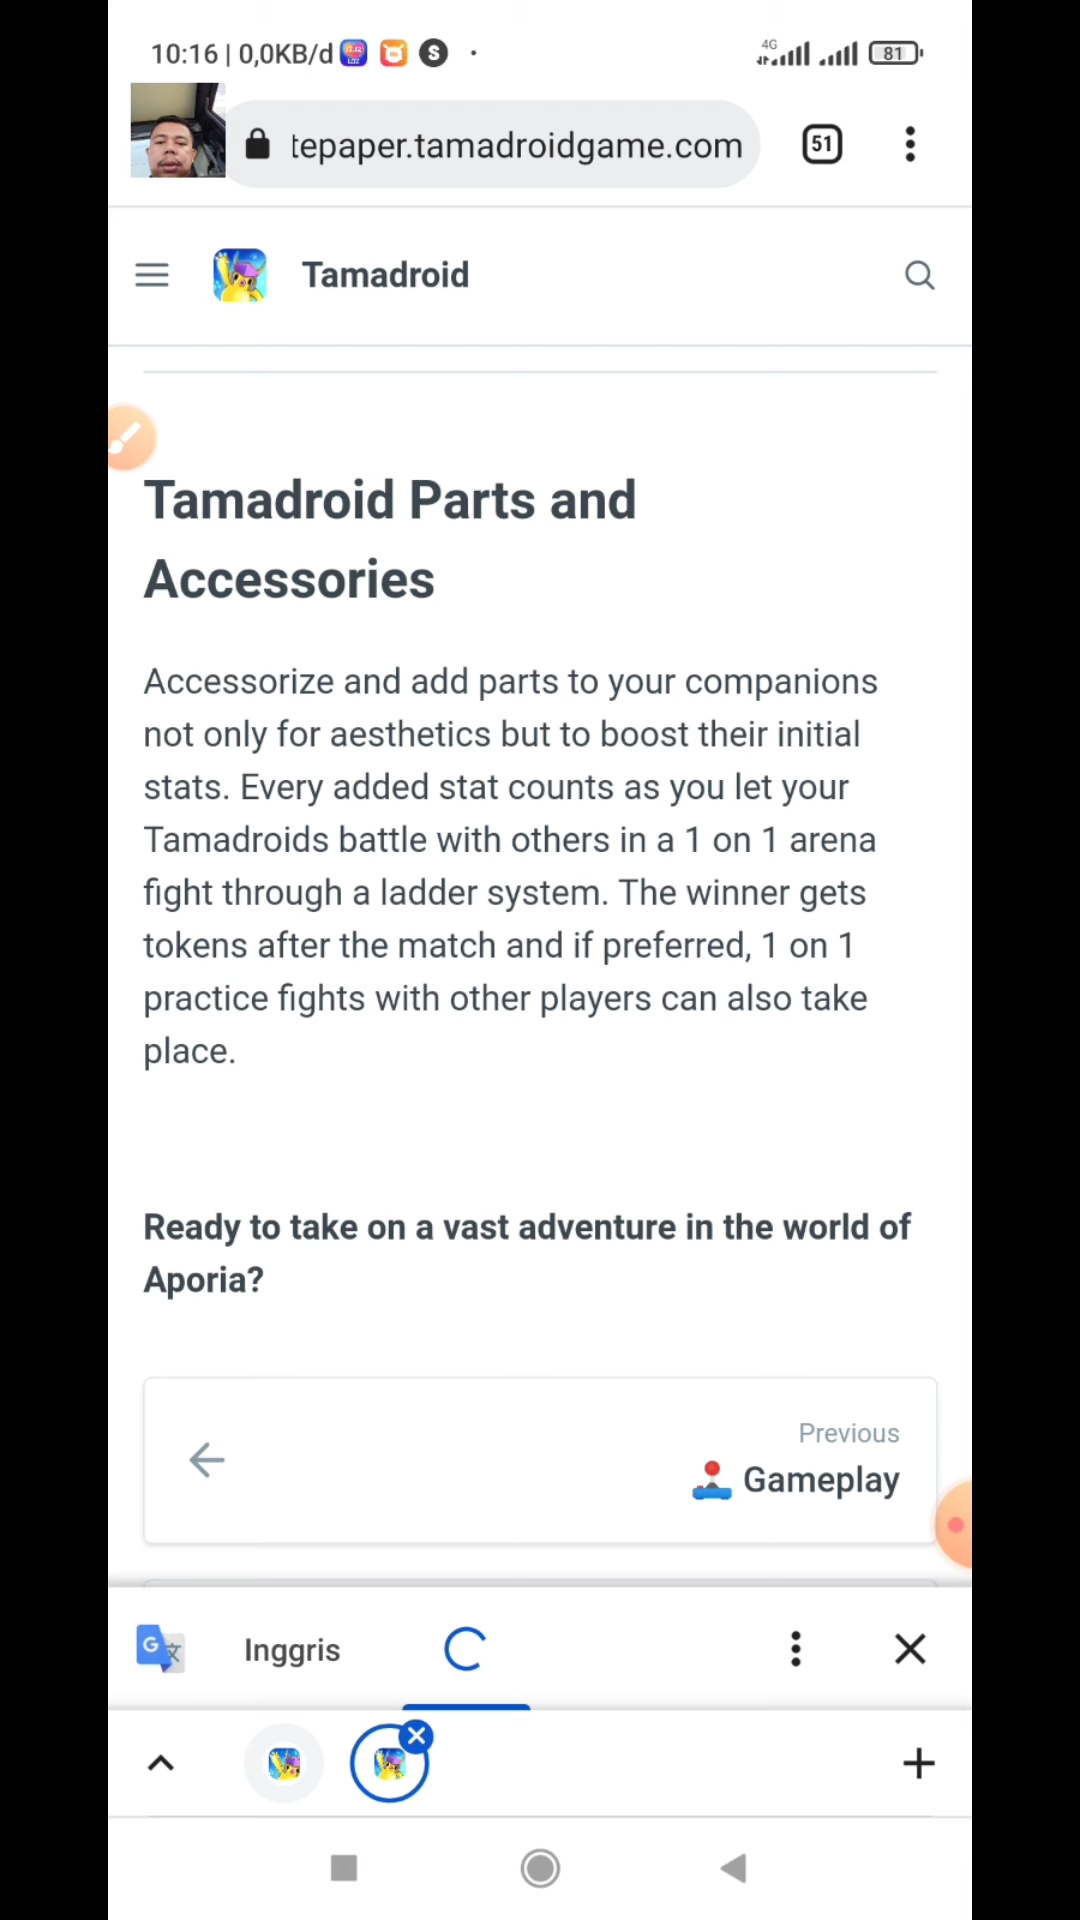 10:16 | 0,0KB/d
4G
81
tepaper.tamadroidgame.com
51
Tamadroid
Tamadroid Parts and
Accessories
Accessorize and add parts to your companions
not only for aesthetics but to boost their initial
stats. Every added stat counts as you let your
Tamadroids battle with others in a 1 on 1 arena
fight through a ladder system. The winner gets
tokens after the match and if preferred, 1 on 1
practice fights with other players can also take
place.
Ready to take on a vast adventure in the world of
Aporia?
Previous
Gameplay
Inggris